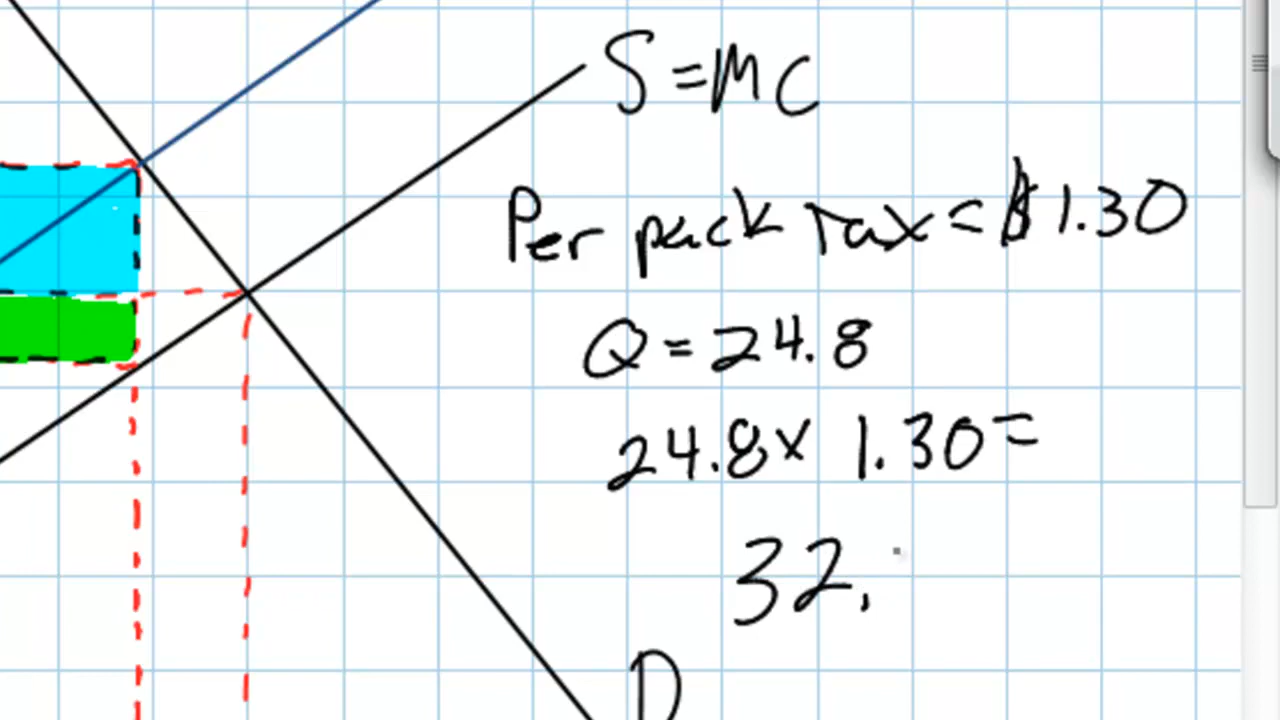 S=MC
Per pack Tax = $1.30
Q = 24.8
24.8 x 1.30 =
32.
D